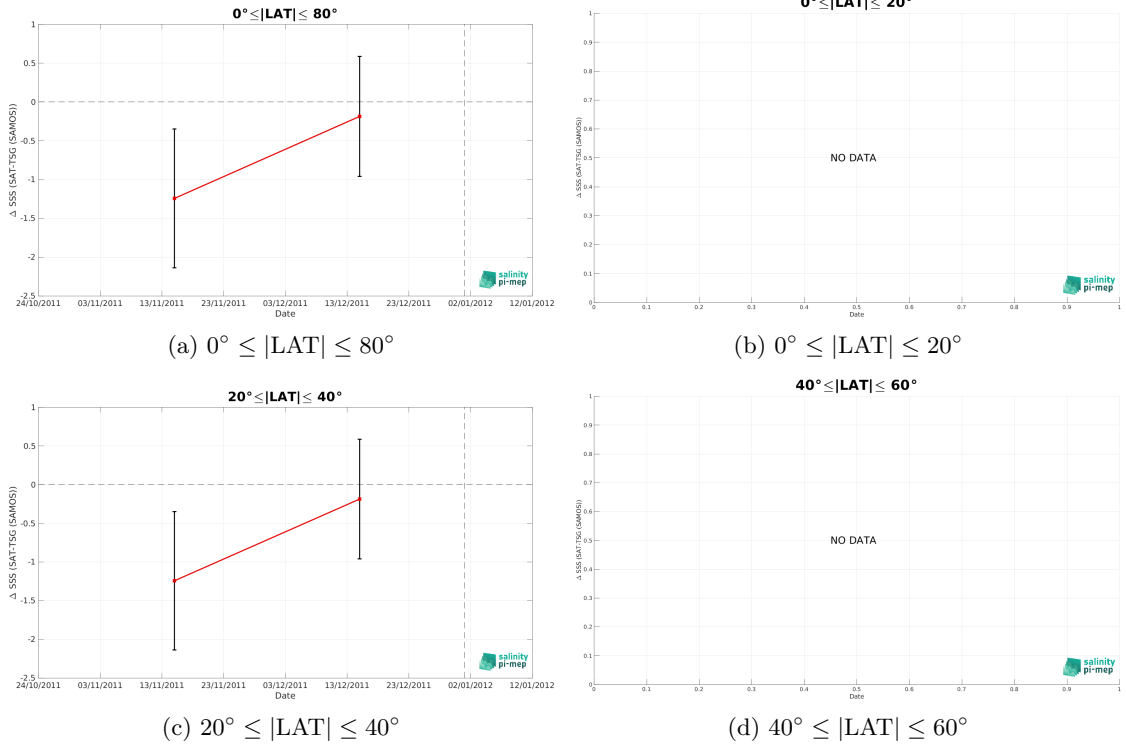 0°≤|LAT|≤ 80°
1
0.5
0
-0.5
-1
-1.5
-2
-2.5
Δ SSS (SAT-TSG (SAMOS))
24/10/2011 03/11/2011 13/11/2011 23/11/2011 03/12/2011 13/12/2011 23/12/2011 02/01/2012 12/01/2012
Date
salinity
pi-mep
(a) 0° ≤ |LAT| ≤ 80°
0°≤|LAT|≤ 20°
1
0.9
0.8
0.7
0.6
0.5
0.4
0.3
0.2
0.1
0
Δ SSS (SAT-TSG (SAMOS))
NO DATA
0 0.1 0.2 0.3 0.4 0.5 0.6 0.7 0.8 0.9 1
Date
salinity
pi-mep
(b) 0° ≤ |LAT| ≤ 20°
20°≤|LAT|≤ 40°
1
0.5
0
-0.5
-1
-1.5
-2
-2.5
Δ SSS (SAT-TSG (SAMOS))
24/10/2011 03/11/2011 13/11/2011 23/11/2011 03/12/2011 13/12/2011 23/12/2011 02/01/2012 12/01/2012
Date
salinity
pi-mep
(c) 20° ≤ |LAT| ≤ 40°
40°≤|LAT|≤ 60°
1
0.9
0.8
0.7
0.6
0.5
0.4
0.3
0.2
0.1
0
Δ SSS (SAT-TSG (SAMOS))
NO DATA
0 0.1 0.2 0.3 0.4 0.5 0.6 0.7 0.8 0.9 1
Date
salinity
pi-mep
(d) 40° ≤ |LAT| ≤ 60°